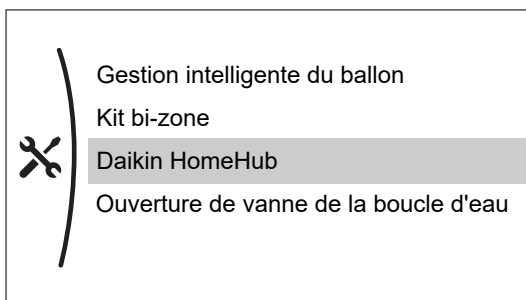 Gestion intelligente du ballon
Kit bi-zone
Daikin HomeHub
Ouverture de vanne de la boucle d'eau